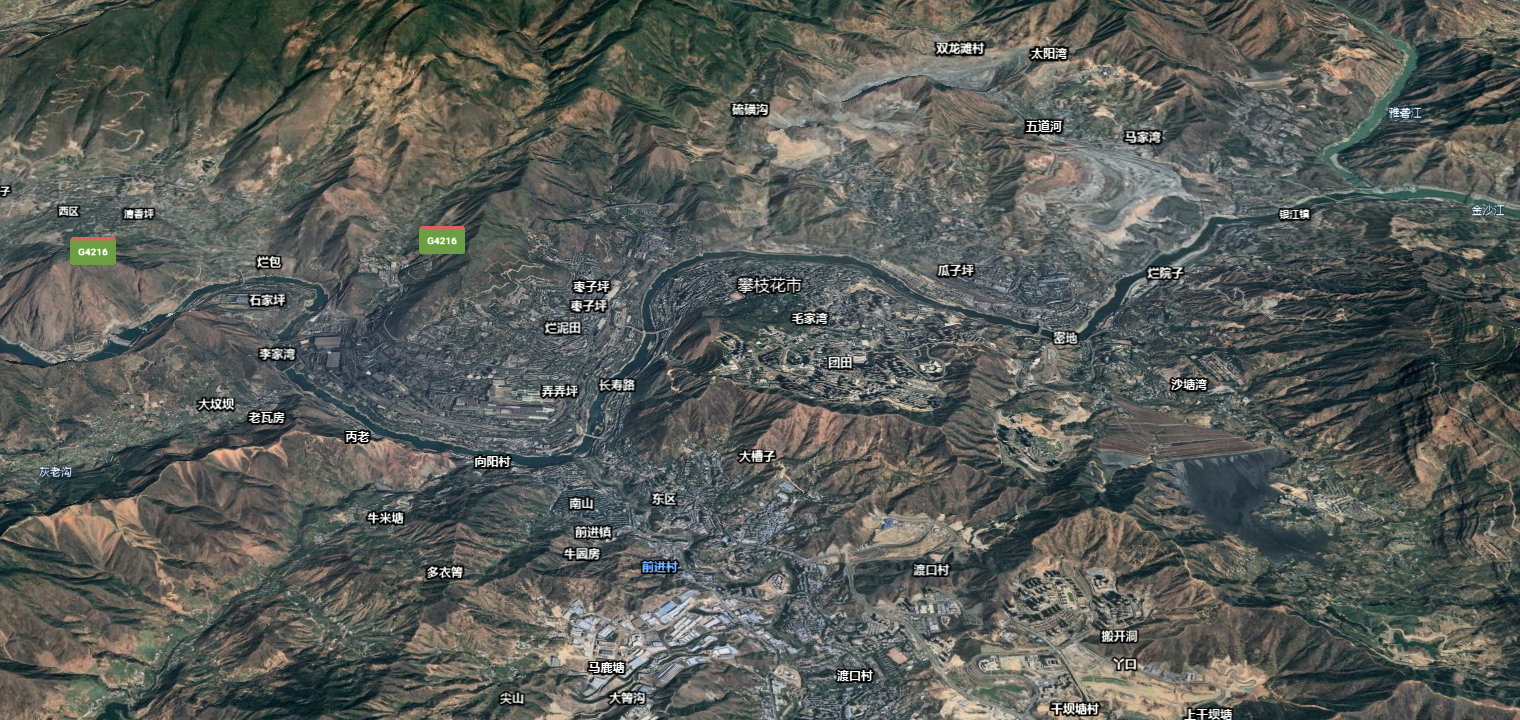 双龙滩村
太阳湾
硫磺沟
雅砻江
五道河
马家湾
子
西区
清香坪
金沙江
银江镇
G4216
G4216
烂包
瓜子坪
烂院子
枣子坪
攀枝花市
石家坪
枣子坪
毛家湾
烂泥田
密地
李家湾
团田
长寿路
沙塘湾
弄弄坪
大坟坝
老瓦房
丙老
大槽子
向阳村
灰老沟
东区
南山
牛米塘
前进镇
牛圆房
前进村
多衣箐
渡口村
搬开洞
丫口
马鹿塘
渡口村
尖山
大箐沟
干坝塘村
上干坝塘